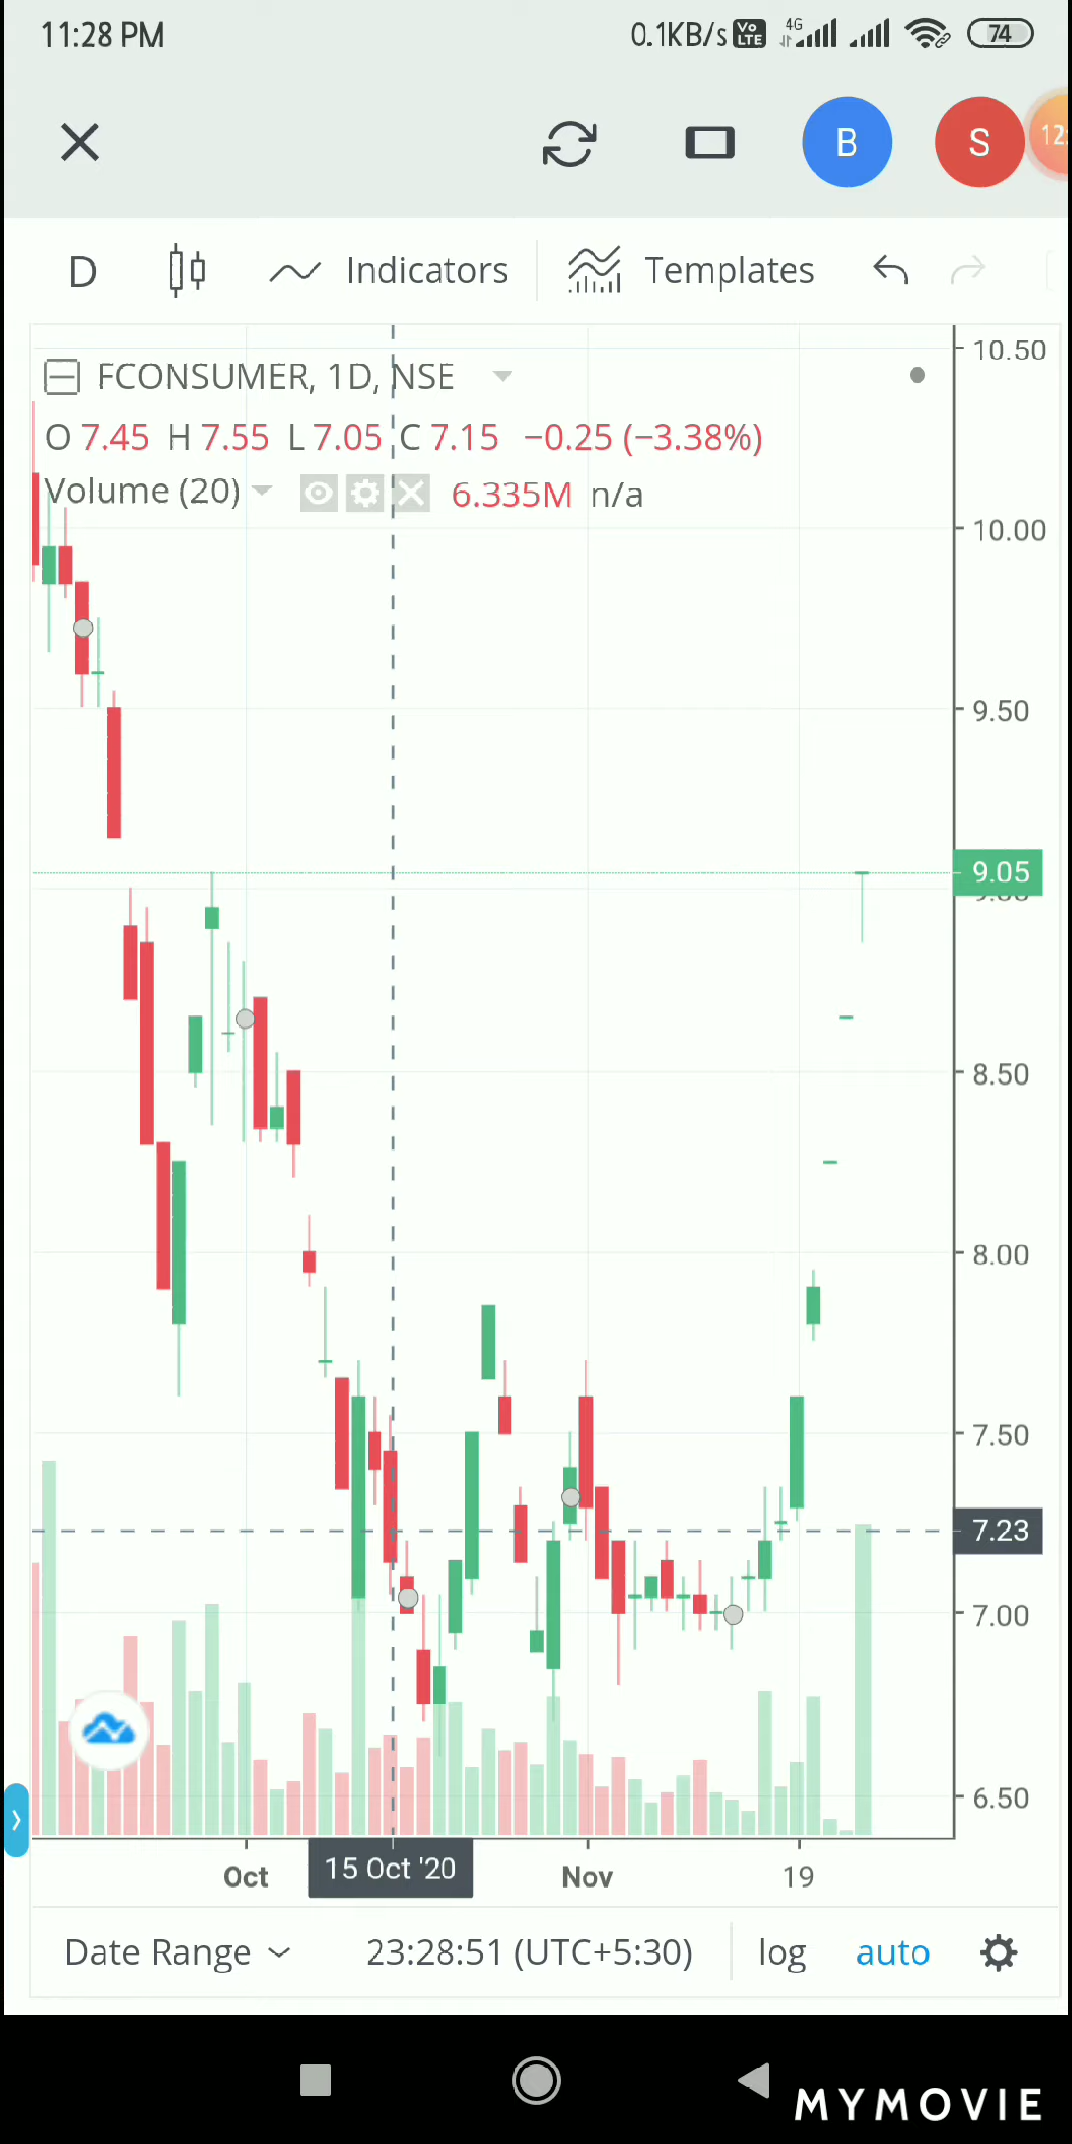 11:28 PM 0.1KB/s Vo LTE 4G 74
B S 12
D Indicators Templates
10.50
FCONSUMER, 1D, NSE
O 7.45 H 7.55 L 7.05 C 7.15 −0.25 (−3.38%)
Volume (20) 6.335M n/a
10.00
9.50
9.05
8.50
8.00
7.50
7.23
7.00
6.50
Oct 15 Oct '20 Nov 19
Date Range 23:28:51 (UTC+5:30) log auto
MYMOVIE